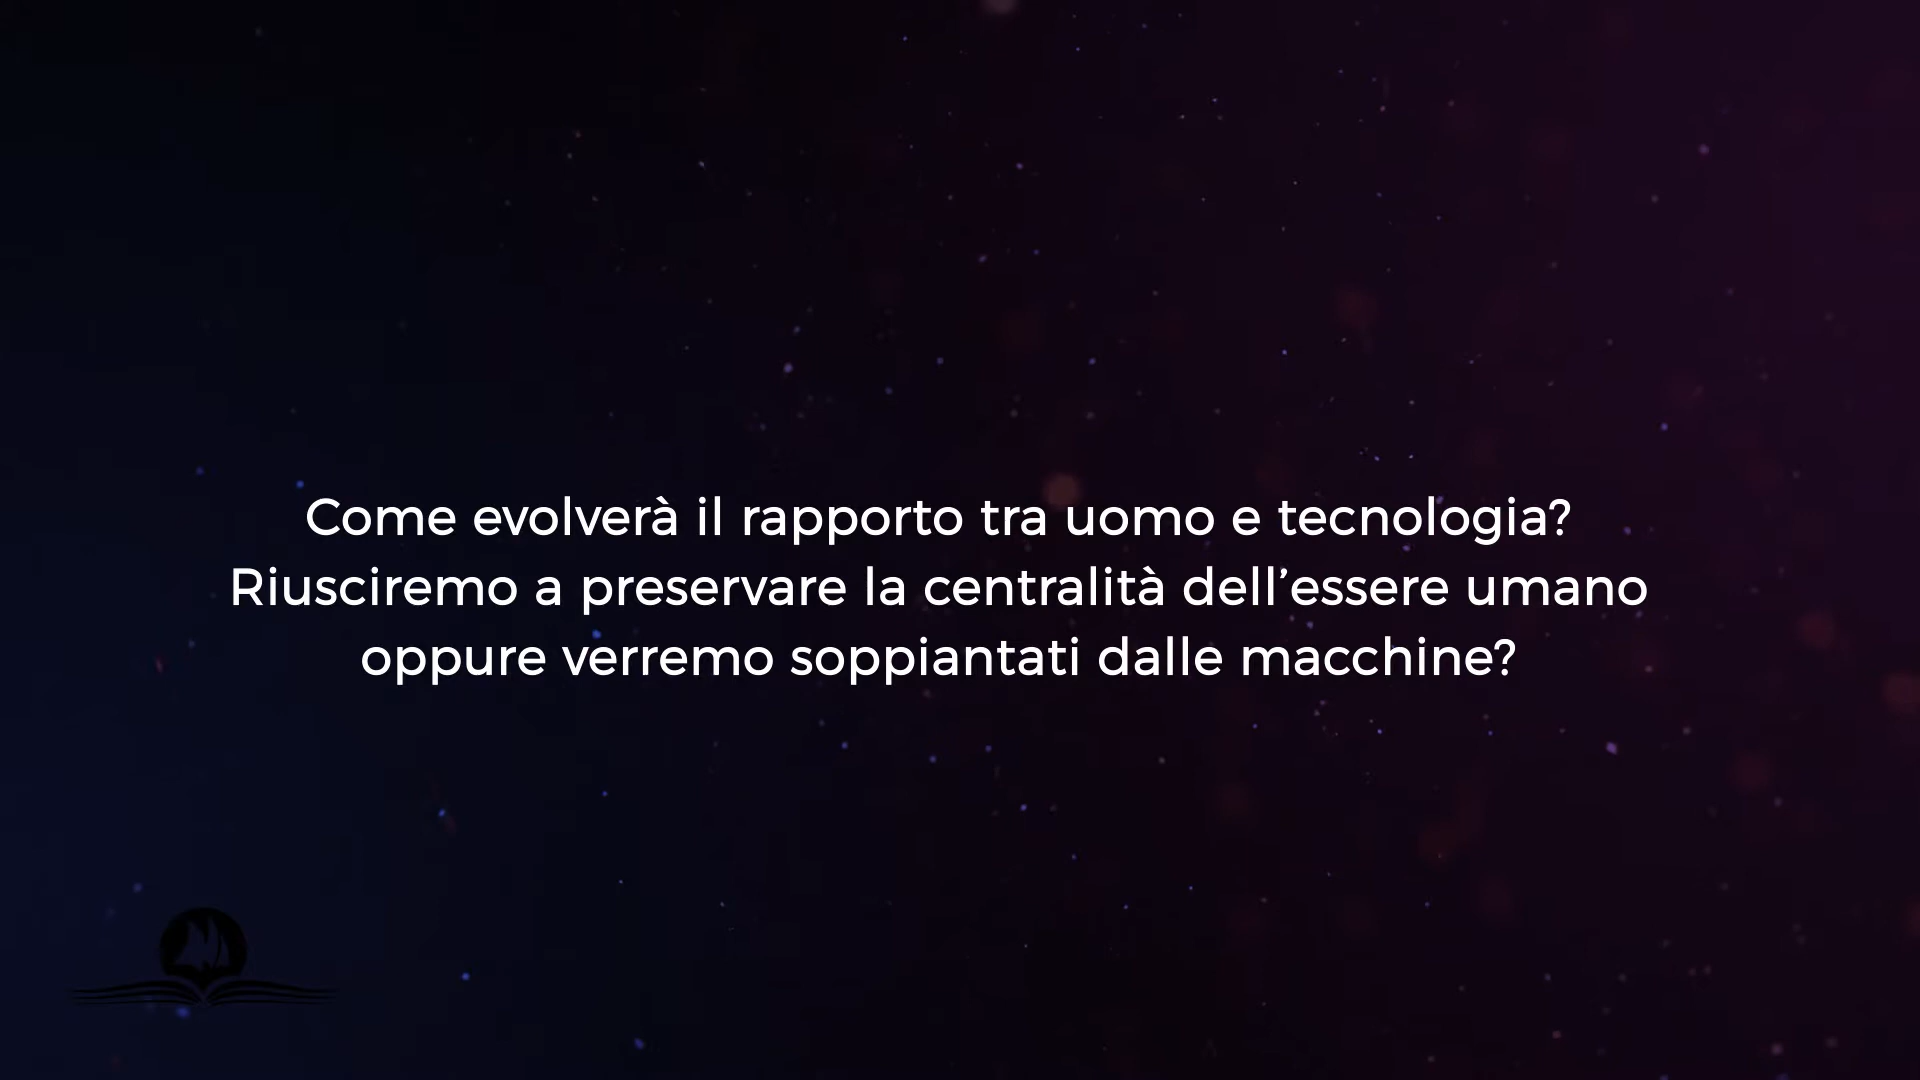 Come evolverà il rapporto tra uomo e tecnologia?
Riusciremo a preservare la centralità dell’essere umano
oppure verremo soppiantati dalle macchine?